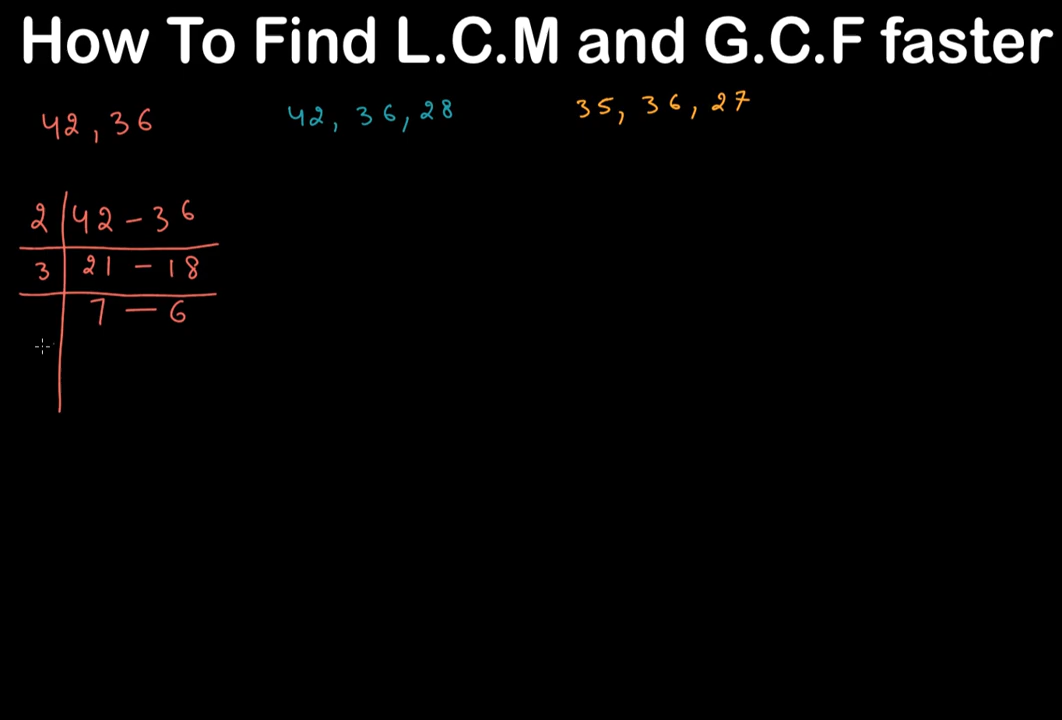 How To Find L.C.M and G.C.F faster
42, 36
42, 36, 28
35, 36, 27
2 | 42 - 36
3 | 21 - 18
7 — 6